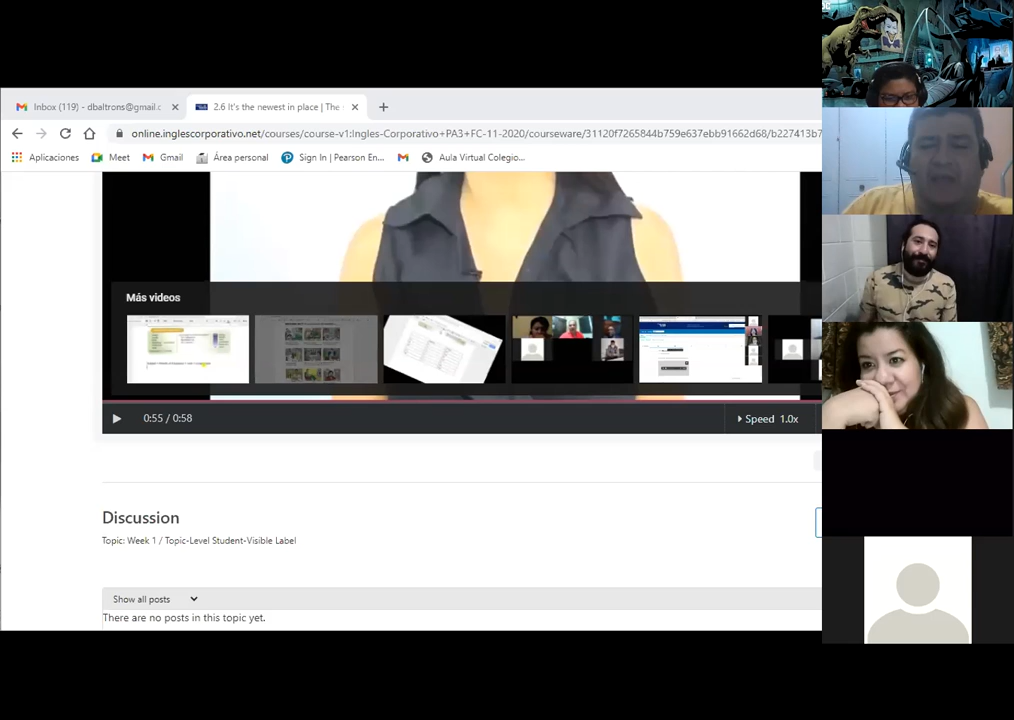 Inbox (119) - dbaltrons@gmail.c
2.6 It's the newest in place | The
online.inglescorporativo.net/courses/course-v1:Ingles-Corporativo+PA3+FC-11-2020/courseware/31120f7265844b759e637ebb91662d68/b227413b7
Aplicaciones Meet Gmail Área personal Sign In | Pearson En... Aula Virtual Colegio...
Más videos
0:55 / 0:58
Speed 1.0x
Discussion
Topic: Week 1 / Topic-Level Student-Visible Label
Show all posts
There are no posts in this topic yet.